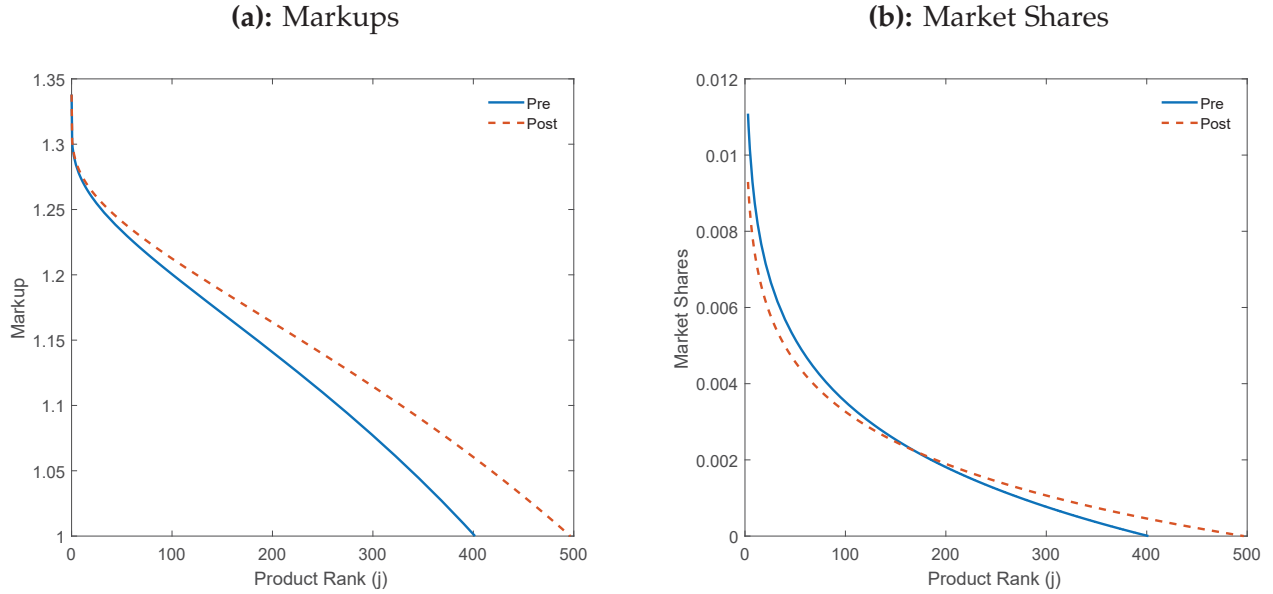 (a): Markups
1.35
1.3
1.25
1.2
1.15
1.1
1.05
1
Markup
0 100 200 300 400 500
Product Rank (j)
Pre
Post
(b): Market Shares
0.012
0.01
0.008
0.006
0.004
0.002
0
Market Shares
0 100 200 300 400 500
Product Rank (j)
Pre
Post